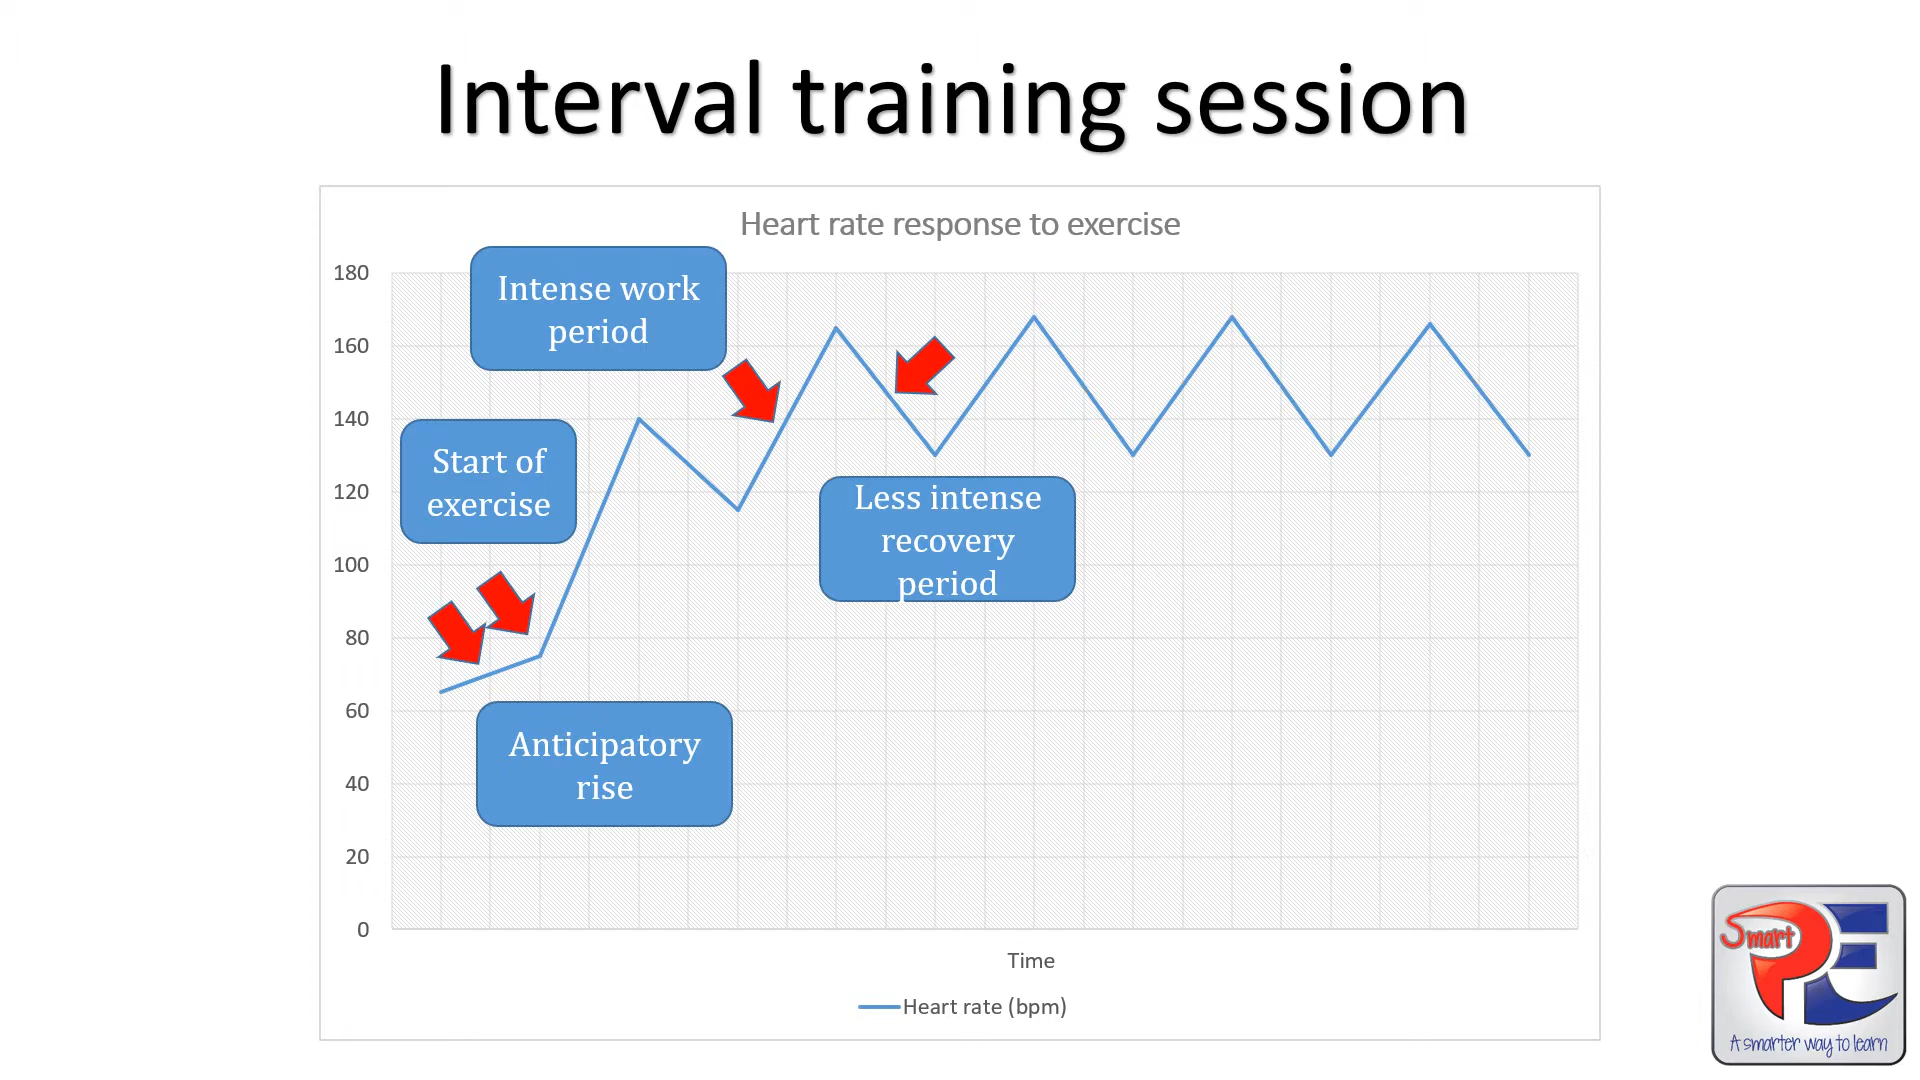 Interval training session
Heart rate response to exercise
180
160
140
120
100
80
60
40
20
0
Intense work
period
Start of
exercise
Less intense
recovery
period
Anticipatory
rise
Time
Heart rate (bpm)
Smart
PE
A smarter way to learn